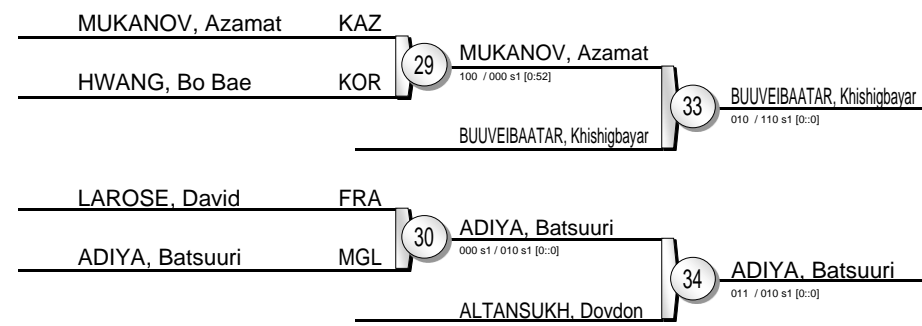 MUKANOV, Azamat KAZ
HWANG, Bo Bae KOR
29
MUKANOV, Azamat
100 / 000 s1 [0:52]
BUUVEIBAATAR, Khishigbayar
33
BUUVEIBAATAR, Khishigbayar
010 / 110 s1 [0::0]
LAROSE, David FRA
ADIYA, Batsuuri MGL
30
ADIYA, Batsuuri
000 s1 / 010 s1 [0::0]
ALTANSUKH, Dovdon
34
ADIYA, Batsuuri
011 / 010 s1 [0::0]